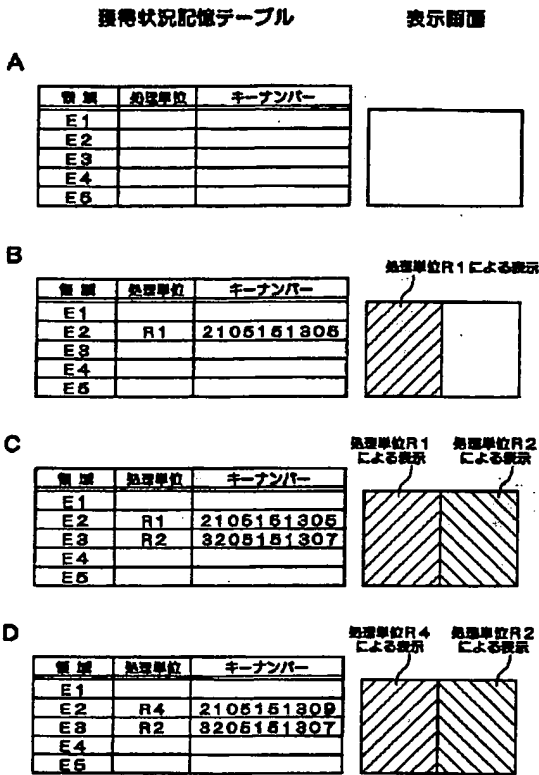 獲得状況記憶テーブル 表示画面
A
領域 処理単位 キーナンバー
E1
E2
E3
E4
E5
B
処理単位R1による表示
領域 処理単位 キーナンバー
E1
E2 R1 2105151305
E3
E4
E5
C
処理単位R1 処理単位R2
による表示 による表示
領域 処理単位 キーナンバー
E1
E2 R1 2105151305
E3 R2 3205151307
E4
E5
D
処理単位R4 処理単位R2
による表示 による表示
領域 処理単位 キーナンバー
E1
E2 R4 2105151309
E3 R2 3205151307
E4
E5